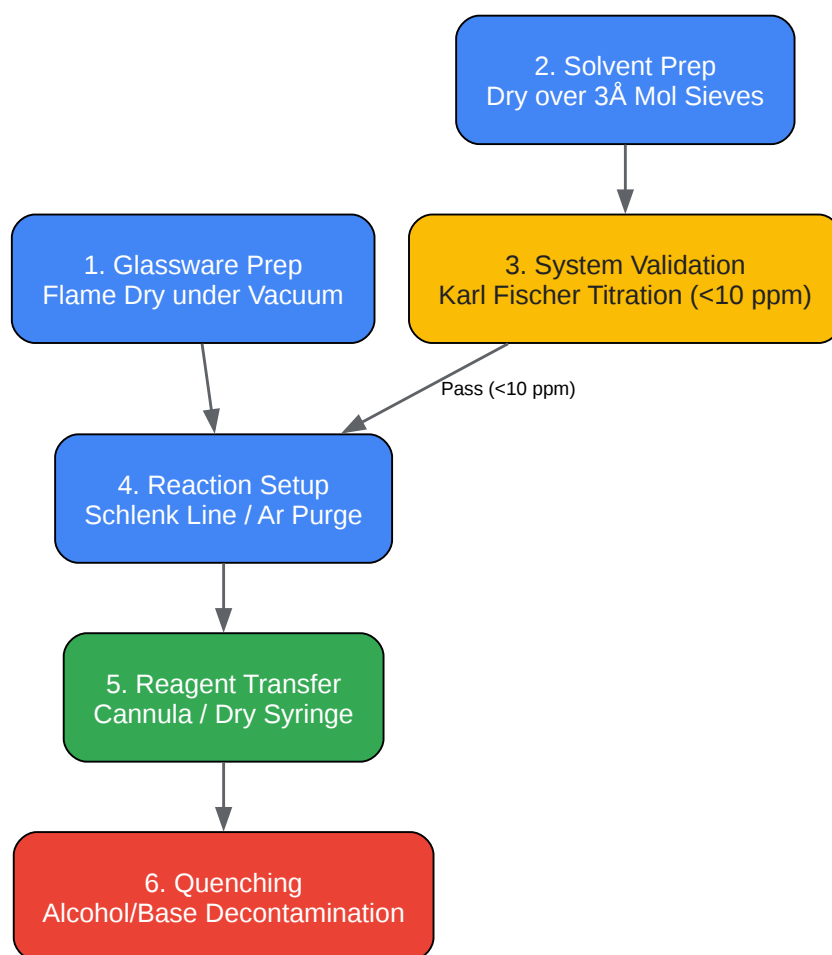 2. Solvent Prep
Dry over 3Å Mol Sieves
1. Glassware Prep
Flame Dry under Vacuum
3. System Validation
Karl Fischer Titration (<10 ppm)
Pass (<10 ppm)
4. Reaction Setup
Schlenk Line / Ar Purge
5. Reagent Transfer
Cannula / Dry Syringe
6. Quenching
Alcohol/Base Decontamination